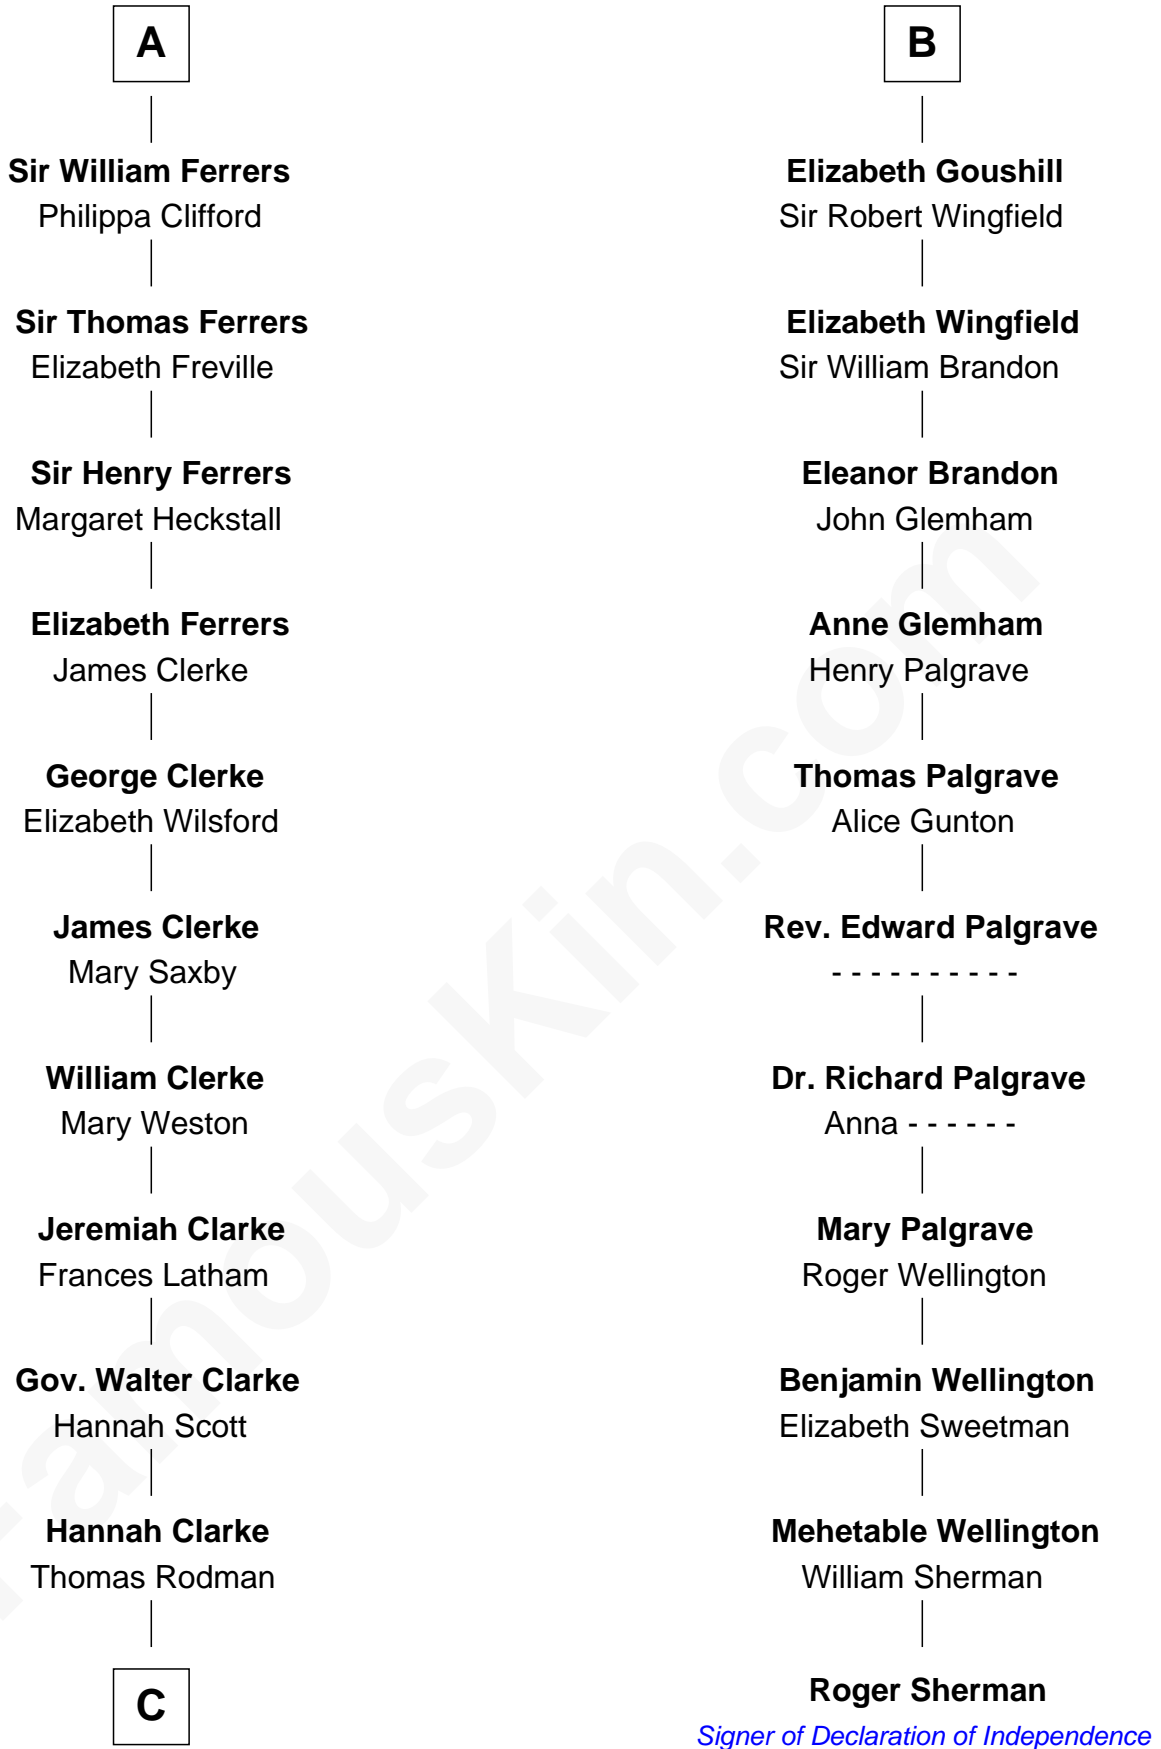 A
Sir William Ferrers
Philippa Clifford
Sir Thomas Ferrers
Elizabeth Freville
Sir Henry Ferrers
Margaret Heckstall
Elizabeth Ferrers
James Clerke
George Clerke
Elizabeth Wilsford
James Clerke
Mary Saxby
William Clerke
Mary Weston
Jeremiah Clarke
Frances Latham
Gov. Walter Clarke
Hannah Scott
Hannah Clarke
Thomas Rodman
C
B
Elizabeth Goushill
Sir Robert Wingfield
Elizabeth Wingfield
Sir William Brandon
Eleanor Brandon
John Glemham
Anne Glemham
Henry Palgrave
Thomas Palgrave
Alice Gunton
Rev. Edward Palgrave
- - - - - - - - - -
Dr. Richard Palgrave
Anna - - - - - -
Mary Palgrave
Roger Wellington
Benjamin Wellington
Elizabeth Sweetman
Mehetable Wellington
William Sherman
Roger Sherman
Signer of Declaration of Independence
FamousKin.com